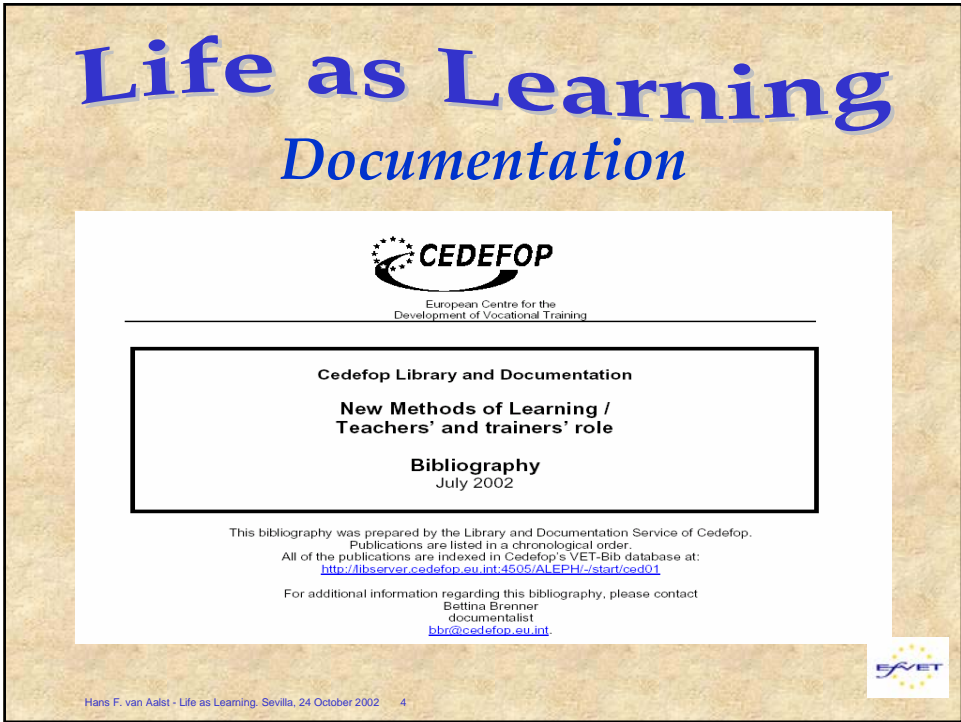 Life as Learning
Documentation
CEDEFOP
European Centre for the
Development of Vocational Training
Cedefop Library and Documentation
New Methods of Learning /
Teachers' and trainers' role
Bibliography
July 2002
This bibliography was prepared by the Library and Documentation Service of Cedefop.
Publications are listed in a chronological order.
All of the publications are indexed in Cedefop's VET-Bib database at:
http://libserver.cedefop.eu.int:4505/ALEPH/-/start/ced01
For additional information regarding this bibliography, please contact
Bettina Brenner
documentalist
bbr@cedefop.eu.int.
EfVET
Hans F. van Aalst - Life as Learning. Sevilla, 24 October 2002 4